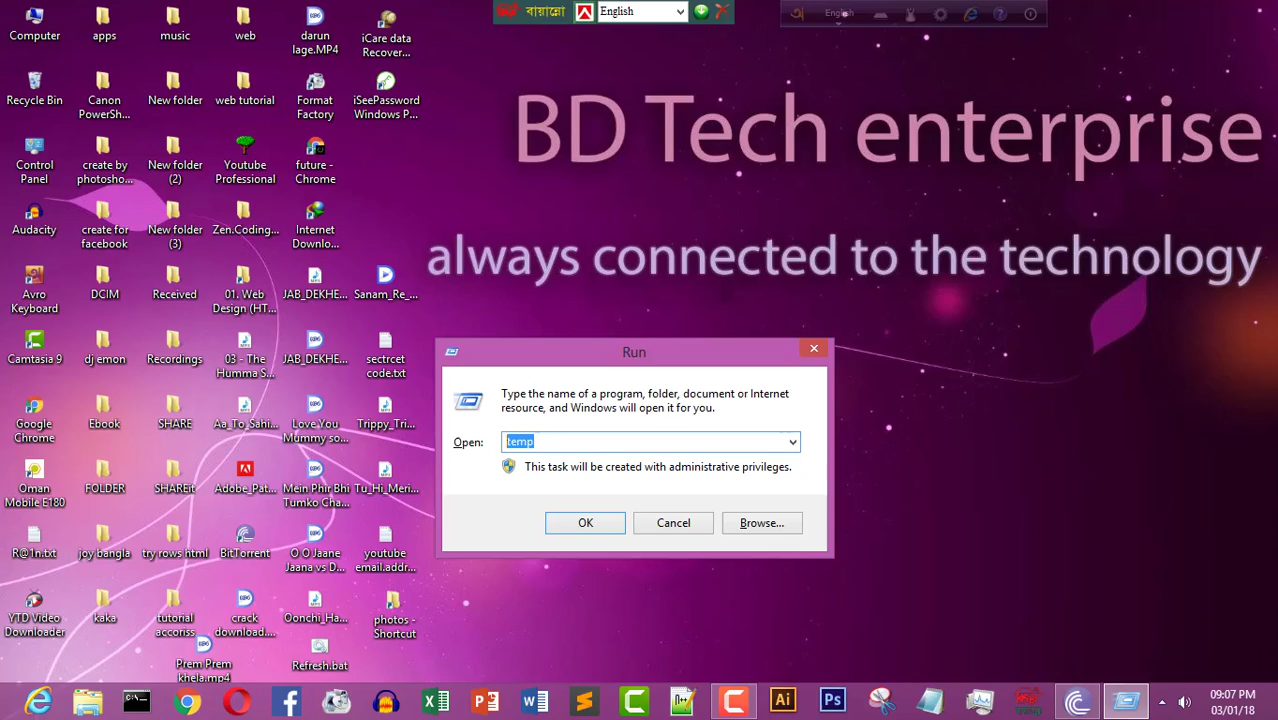 বায়ান্নো English
English
BD Tech enterprise
always connected to the technology
Computer
apps
music
web
darun
lage.MP4
iCare data
Recover...
Recycle Bin
Canon
PowerSh...
New folder
web tutorial
Format
Factory
iSeePassword
Windows P...
Control
Panel
create by
photosho...
New folder
(2)
Youtube
Professional
future -
Chrome
Audacity
create for
facebook
New folder
(3)
Zen.Coding...
Internet
Downlo...
Avro
Keyboard
DCIM
Received
01. Web
Design (HT...
JAB_DEKHE...
Sanam_Re_...
Camtasia 9
dj emon
Recordings
03 - The
Humma S...
JAB_DEKHE...
sectrcet
code.txt
Google
Chrome
Ebook
SHARE
Aa_To_Sahi...
Love You
Mummy so...
Trippy_Tri...
Oman
Mobile E180
FOLDER
SHAREit
Adobe_Pat...
Mein Phir Bhi
Tumko Cha...
Tu_Hi_Meri...
R@1n.txt
joy bangla
try rows html
BitTorrent
O O Jaane
Jaana vs D...
youtube
email.addr...
YTD Video
Downloader
kaka
tutorial
accoriss
crack
download....
Oonchi_Ha...
photos -
Shortcut
Prem Prem
khela.mp4
Refresh.bat
Run
Type the name of a program, folder, document or Internet
resource, and Windows will open it for you.
Open: temp
This task will be created with administrative privileges.
OK Cancel Browse...
Ai Ps
09:07 PM
03/01/18